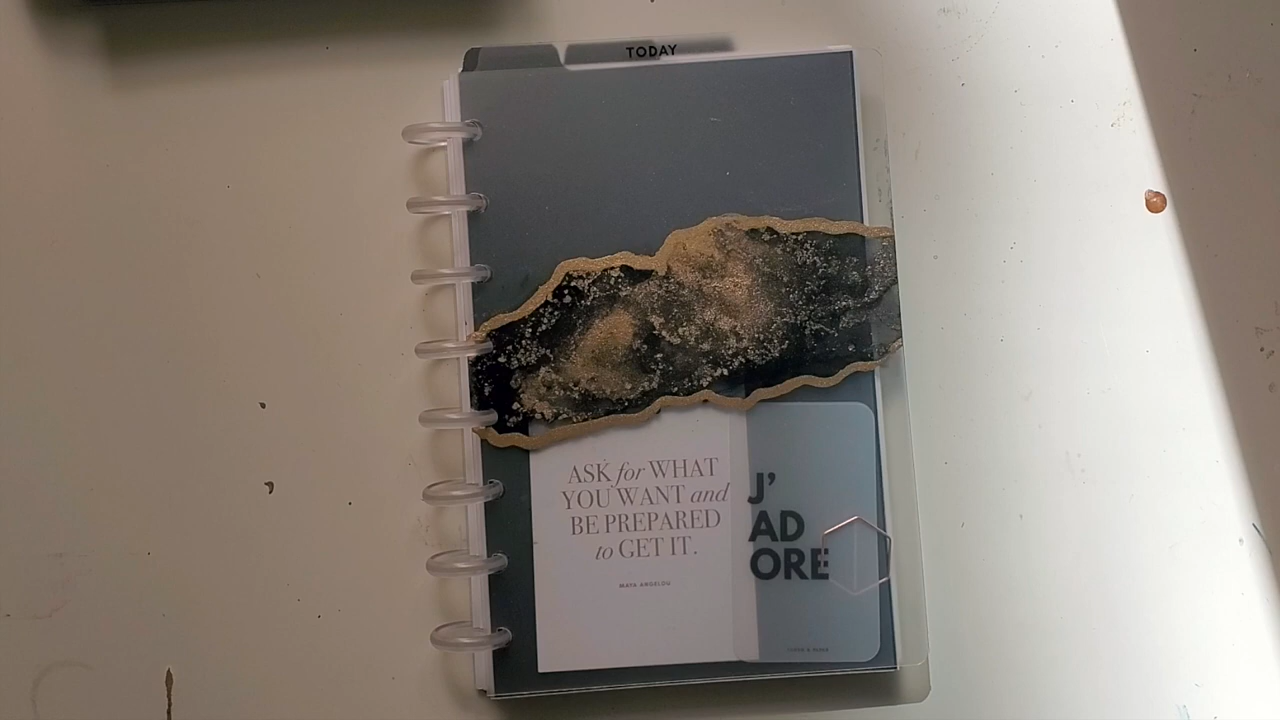 TODAY
ASK for WHAT
YOU WANT and
BE PREPARED
to GET IT.
MAYA ANGELOU
J'
AD
ORE